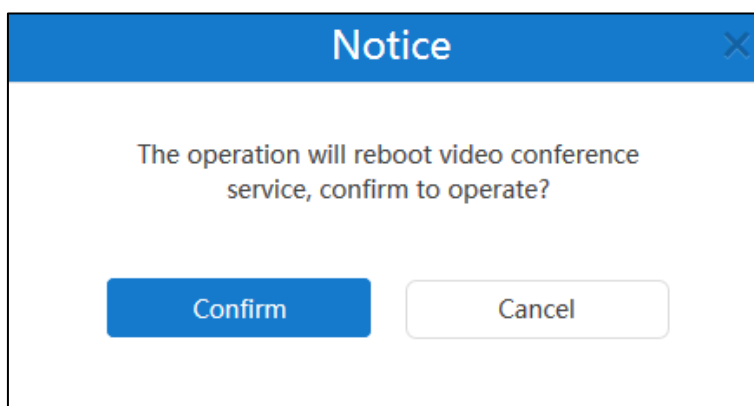 Notice
The operation will reboot video conference
service, confirm to operate?
Confirm
Cancel